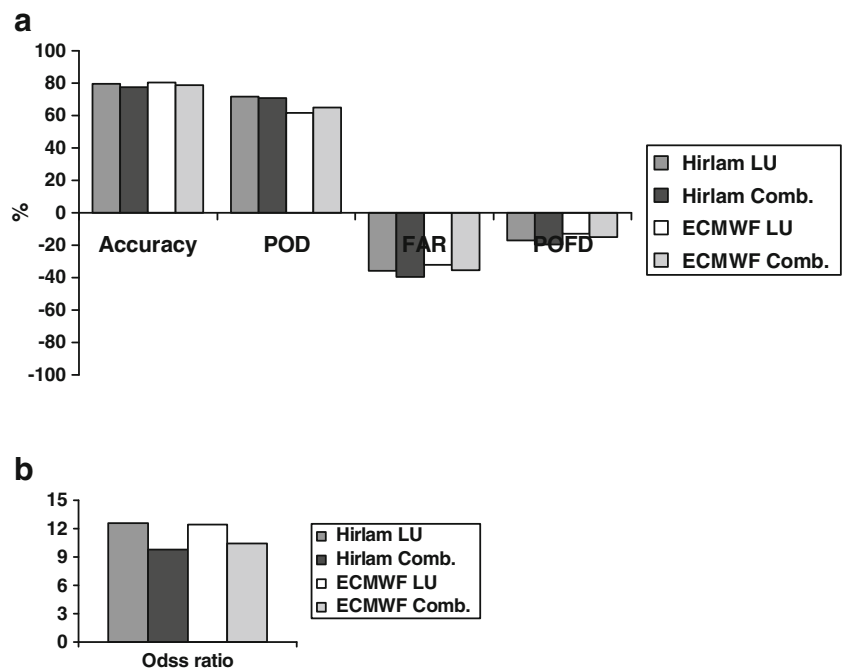 a
100
80
60
40
20
0
-20
-40
-60
-80
-100
%
Accuracy POD FAR POFD
Hirlam LU
Hirlam Comb.
ECMWF LU
ECMWF Comb.
b
15
12
9
6
3
0
Odss ratio
Hirlam LU
Hirlam Comb.
ECMWF LU
ECMWF Comb.